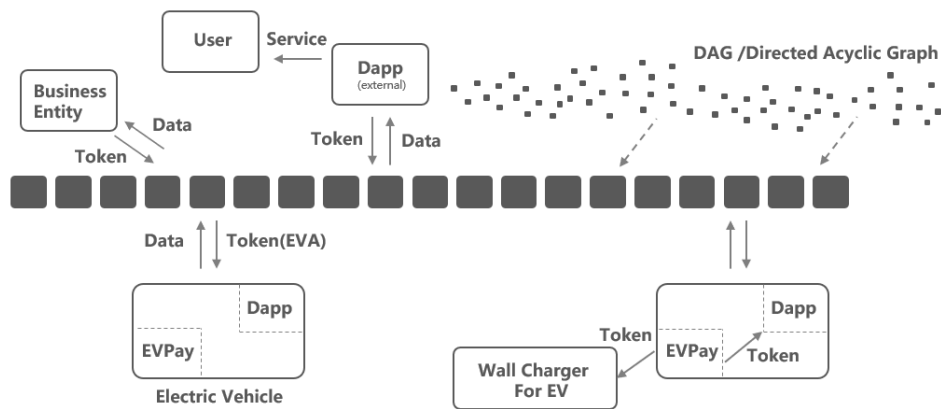 User
Service
Dapp
(external)
DAG /Directed Acyclic Graph
Business
Entity
Data
Token
Token
Data
Data
Token(EVA)
Dapp
EVPay
Electric Vehicle
Dapp
Token
EVPay
Token
Wall Charger
For EV